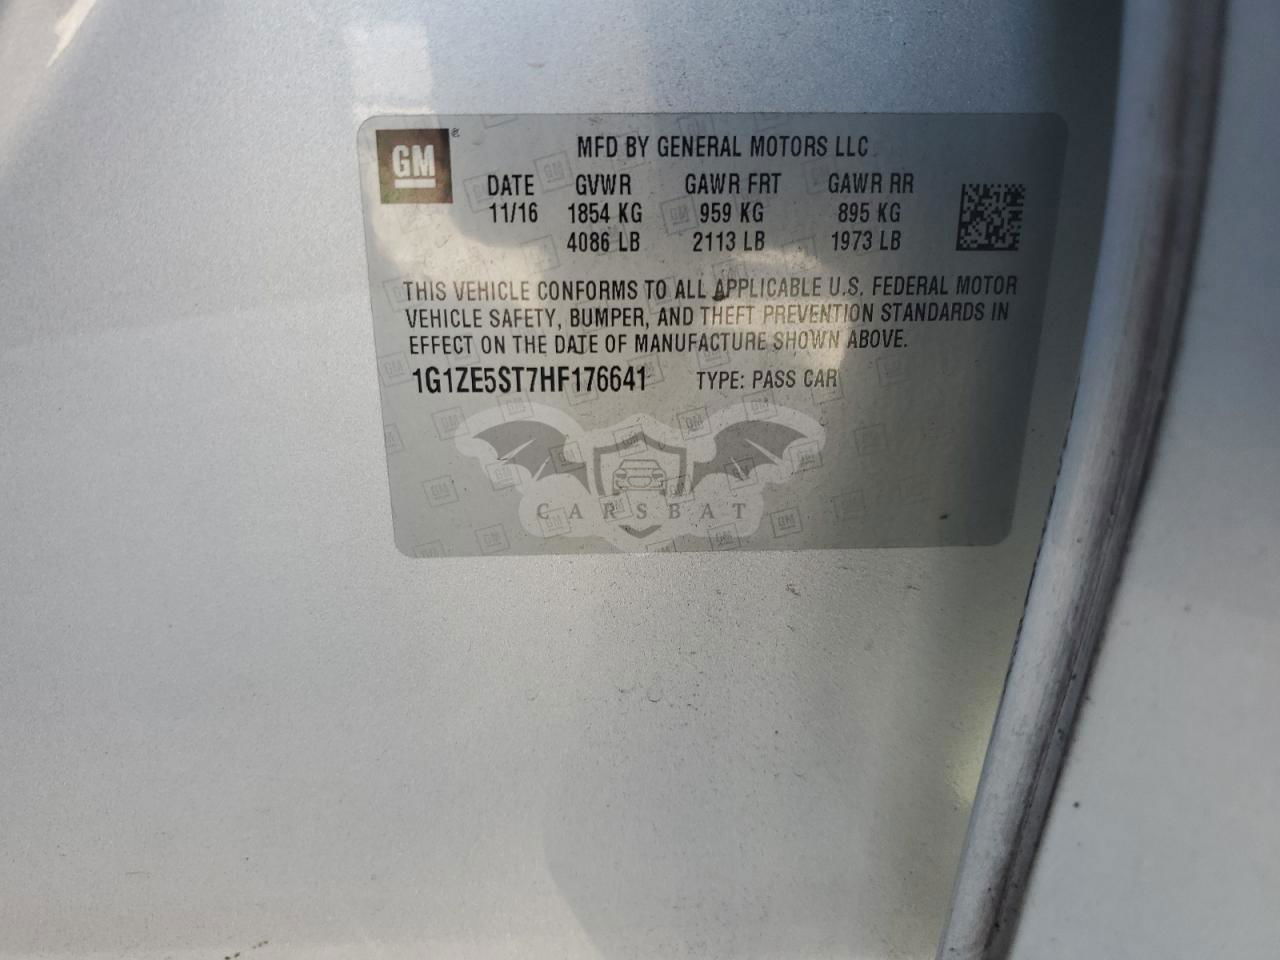 GM
MFD BY GENERAL MOTORS LLC
DATE GVWR GAWR FRT GAWR RR
11/16 1854 KG 959 KG 895 KG
4086 LB 2113 LB 1973 LB
THIS VEHICLE CONFORMS TO ALL APPLICABLE U.S. FEDERAL MOTOR
VEHICLE SAFETY, BUMPER, AND THEFT PREVENTION STANDARDS IN
EFFECT ON THE DATE OF MANUFACTURE SHOWN ABOVE.
1G1ZE5ST7HF176641 TYPE: PASS CAR
CARSBAT